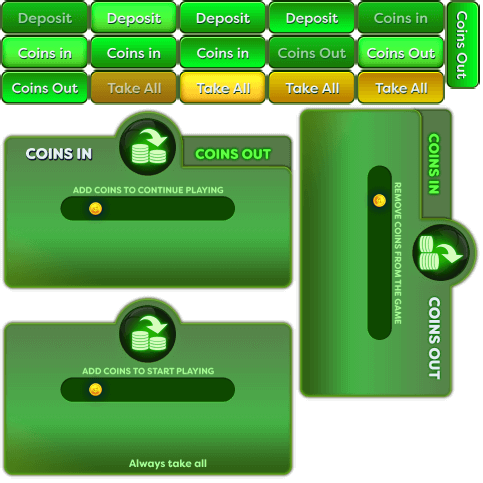 Deposit
Deposit
Deposit
Deposit
Coins in
Coins Out
Coins in
Coins in
Coins in
Coins Out
Coins Out
Coins Out
Take All
Take All
Take All
Take All
COINS IN
COINS OUT
ADD COINS TO CONTINUE PLAYING
COINS IN
REMOVE COINS FROM THE GAME
COINS OUT
ADD COINS TO START PLAYING
Always take all